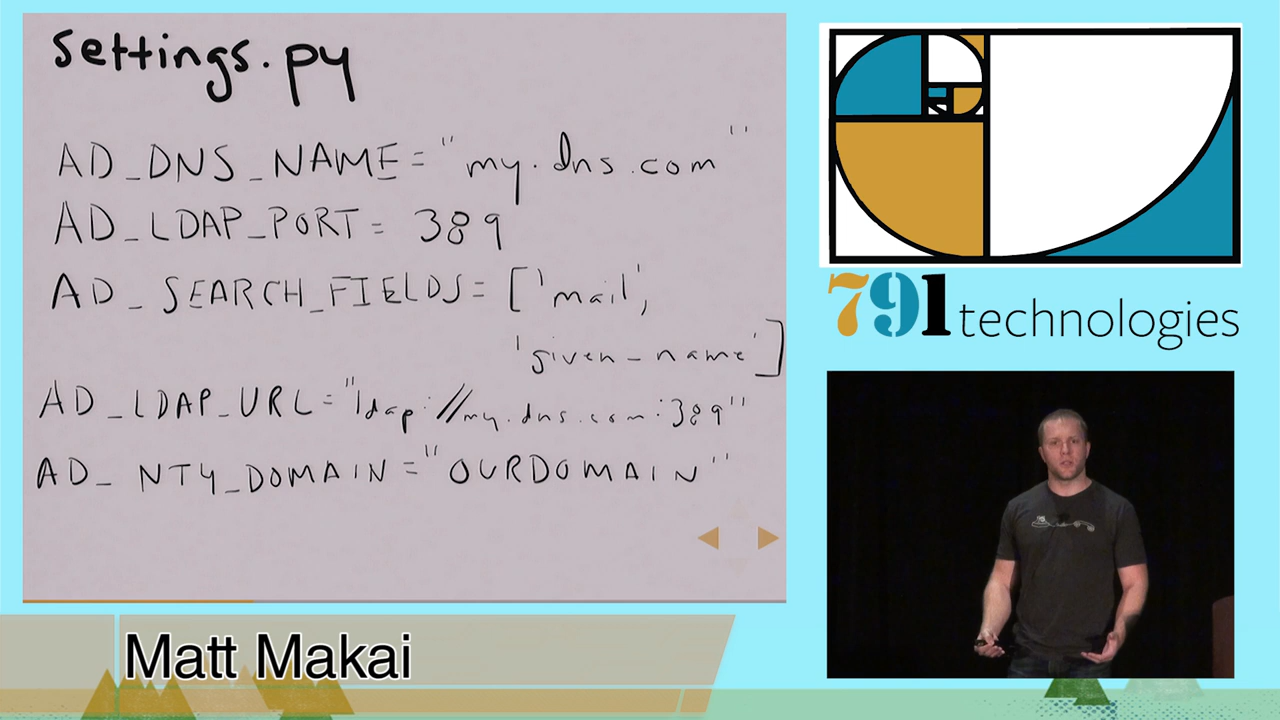 settings.py
AD_DNS_NAME="my.dns.com"
AD_LDAP_PORT= 389
AD_SEARCH_FIELDS= ['mail',
'given_name']
AD_LDAP_URL="ldap://my.dns.com:389"
AD_NT4_DOMAIN="OURDOMAIN"
791 technologies
Matt Makai